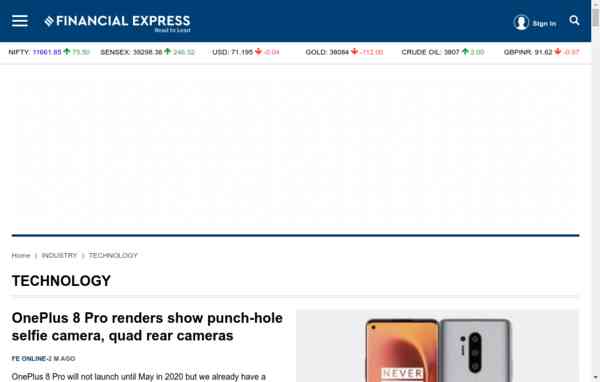 FINANCIAL EXPRESS
Read to Lead
Sign In
NIFTY: 11661.85 75.50 SENSEX: 39298.38 246.52 USD: 71.195 -0.04 GOLD: 38084 -112.00 CRUDE OIL: 3807 2.00 GBPINR: 91.62 -0.97
Home | INDUSTRY | TECHNOLOGY
TECHNOLOGY
OnePlus 8 Pro renders show punch-hole
selfie camera, quad rear cameras
FE ONLINE-2 M AGO
OnePlus 8 Pro will not launch until May in 2020 but we already have a
NEVER